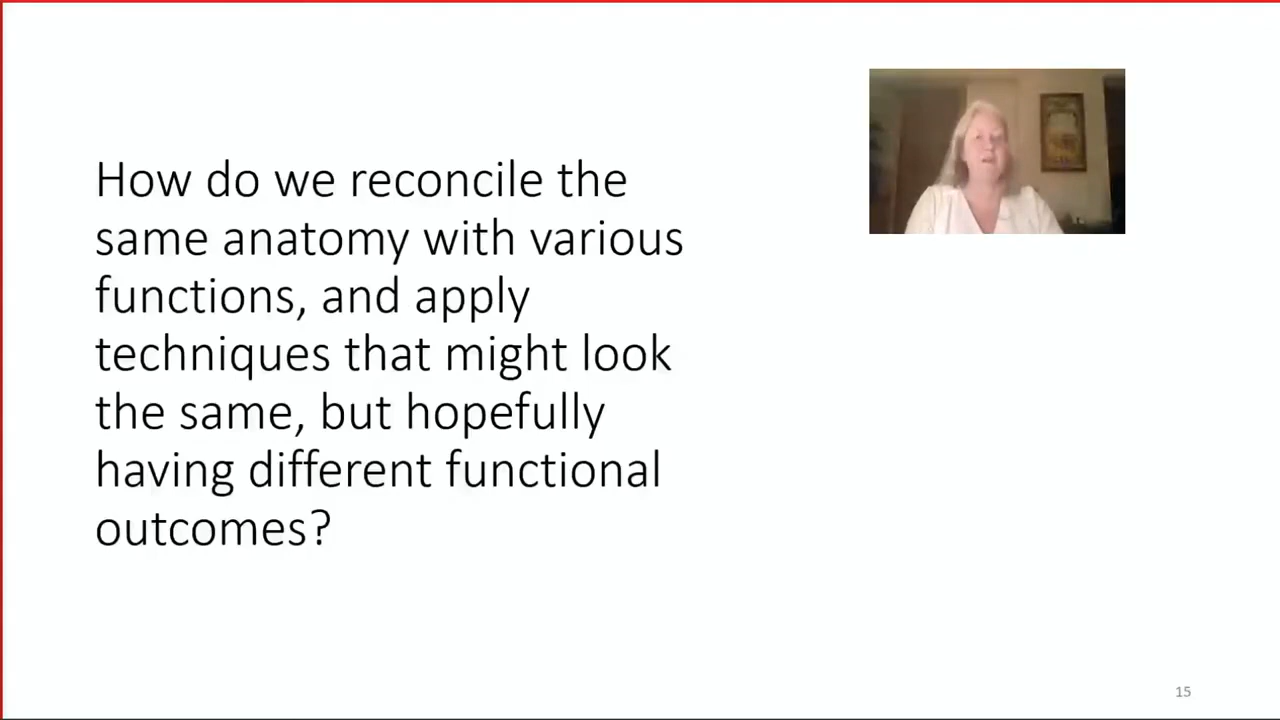 How do we reconcile the
same anatomy with various
functions, and apply
techniques that might look
the same, but hopefully
having different functional
outcomes?
15